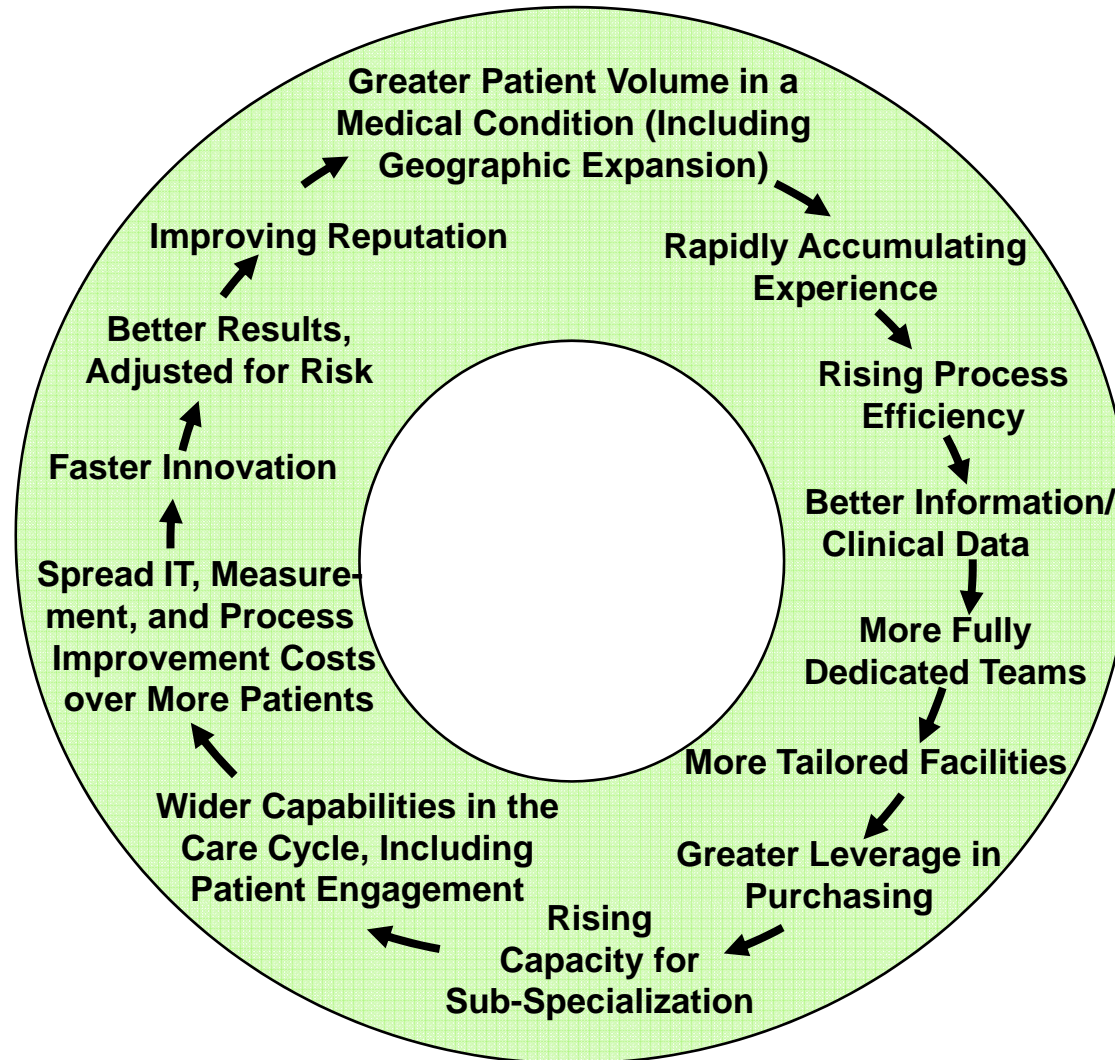 Greater Patient Volume in a
Medical Condition (Including
Geographic Expansion)
Rapidly Accumulating
Experience
Rising Process
Efficiency
Better Information/
Clinical Data
More Fully
Dedicated Teams
More Tailored Facilities
Greater Leverage in
Purchasing
Rising
Capacity for
Sub-Specialization
Wider Capabilities in the
Care Cycle, Including
Patient Engagement
Spread IT, Measure-
ment, and Process
Improvement Costs
over More Patients
Faster Innovation
Better Results,
Adjusted for Risk
Improving Reputation